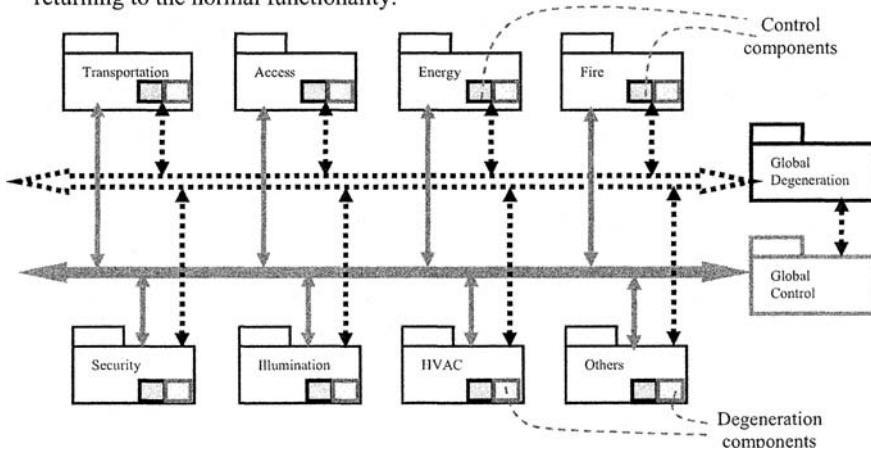 returning to the normal functionality.
Control
components
Transportation
Access
Energy
Fire
Global
Degeneration
Global
Control
Security
Illumination
HVAC
Others
Degeneration
components